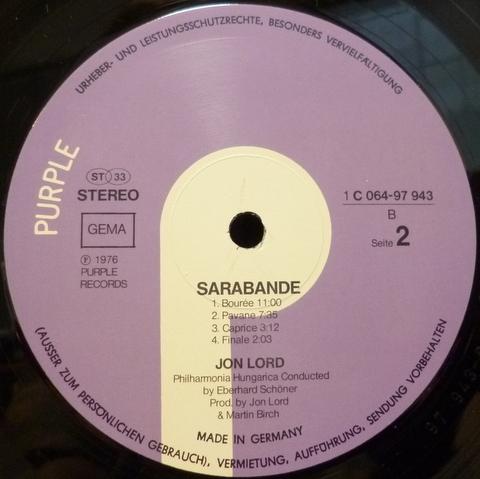 URHEBER- UND LEISTUNGSSCHUTZRECHTE, BESONDERS VERVIELFÄLTIGUNG
PURPLE
ST 33
STEREO
GEMA
Ⓟ 1976
PURPLE
RECORDS
1 C 064-97 943
B
Seite 2
SARABANDE
1. Bourée 11:00
2. Pavane 7:35
3. Caprice 3:12
4. Finale 2:03
JON LORD
Philharmonia Hungarica Conducted
by Eberhard Schöner
Prod. by Jon Lord
& Martin Birch
MADE IN GERMANY
(AUSSER ZUM PERSÖNLICHEN GEBRAUCH), VERMIETUNG, AUFFÜHRUNG, SENDUNG VORBEHALTEN